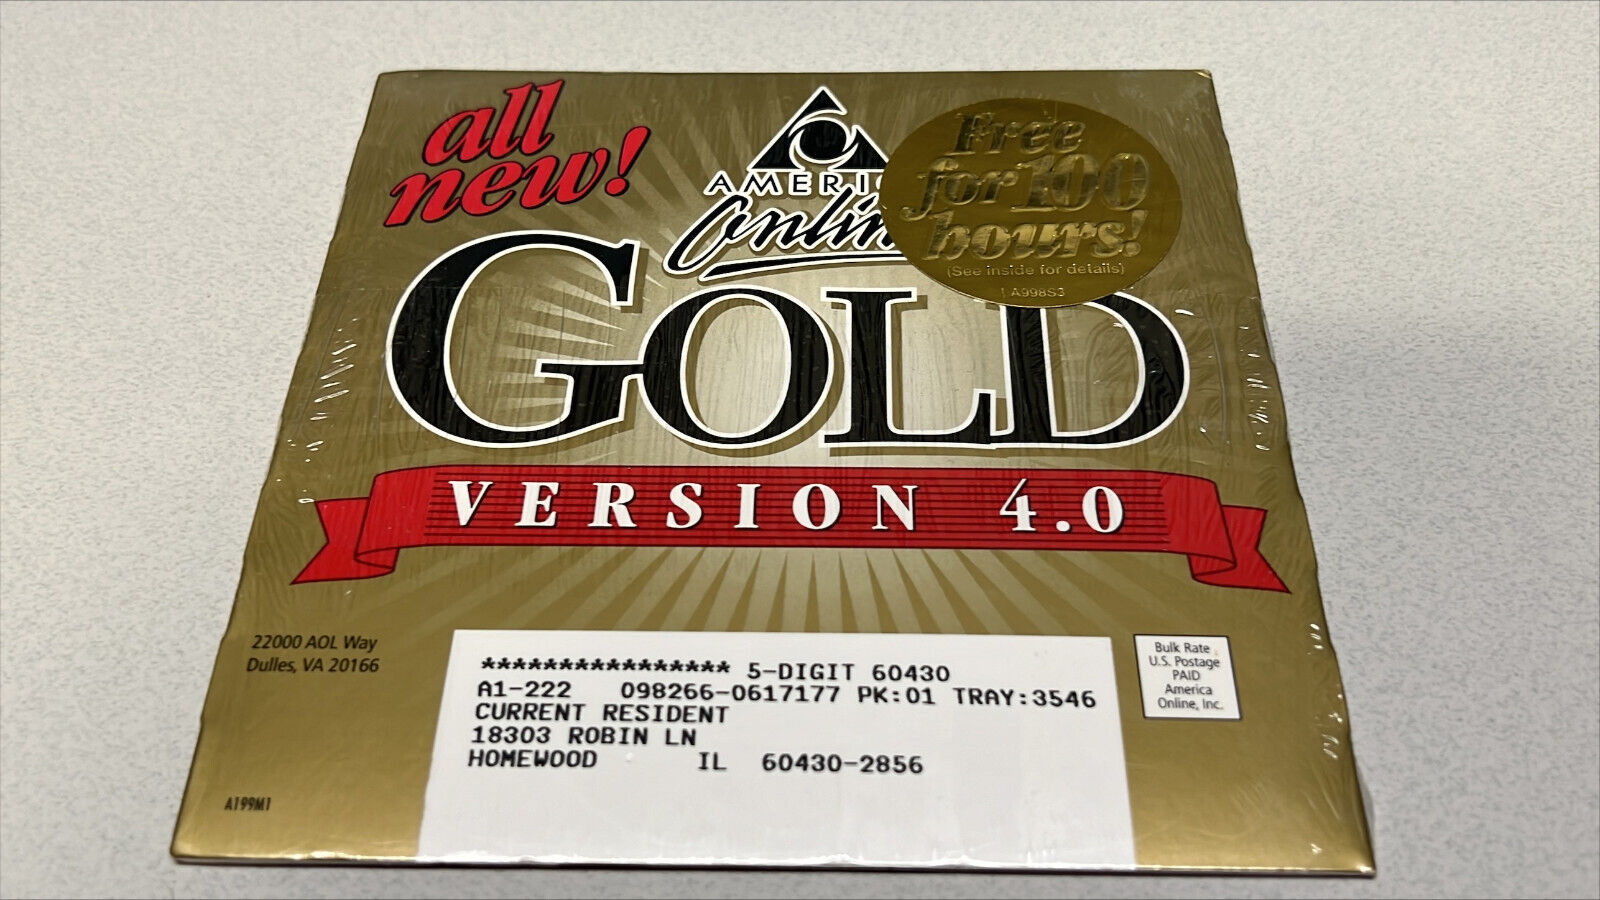 all
new!
AMERI
Onlin
Free
for 100
hours!
(See inside for details)
1 A998S3
GOLD
VERSION 4.0
22000 AOL Way
Dulles, VA 20166
**************** 5-DIGIT 60430
A1-222 098266-0617177 PK:01 TRAY:3546
CURRENT RESIDENT
18303 ROBIN LN
HOMEWOOD IL 60430-2856
Bulk Rate
U.S. Postage
PAID
America
Online, Inc.
A199M1